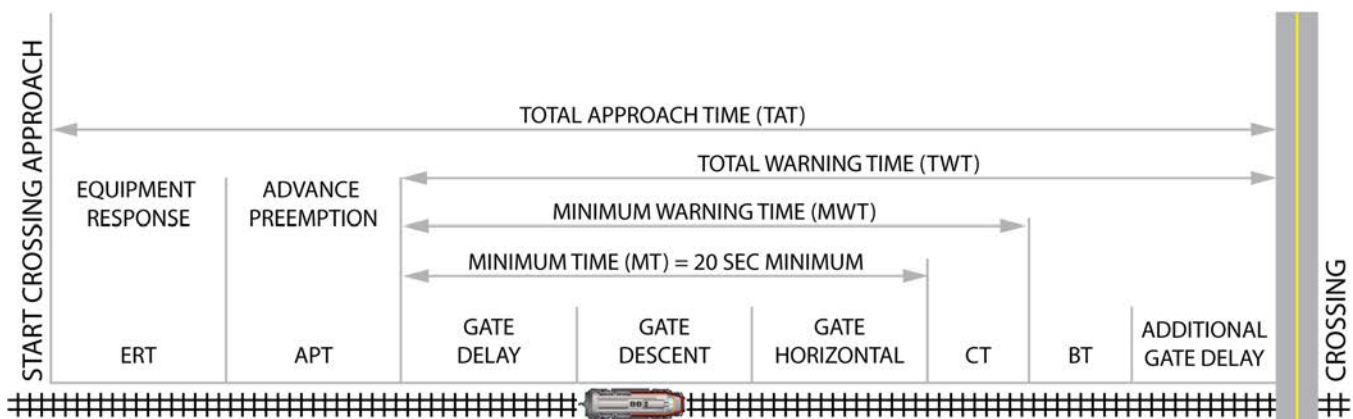 START CROSSING APPROACH
TOTAL APPROACH TIME (TAT)
TOTAL WARNING TIME (TWT)
EQUIPMENT
RESPONSE
ADVANCE
PREEMPTION
MINIMUM WARNING TIME (MWT)
MINIMUM TIME (MT) = 20 SEC MINIMUM
ERT
APT
GATE
DELAY
GATE
DESCENT
GATE
HORIZONTAL
CT
BT
ADDITIONAL
GATE DELAY
CROSSING